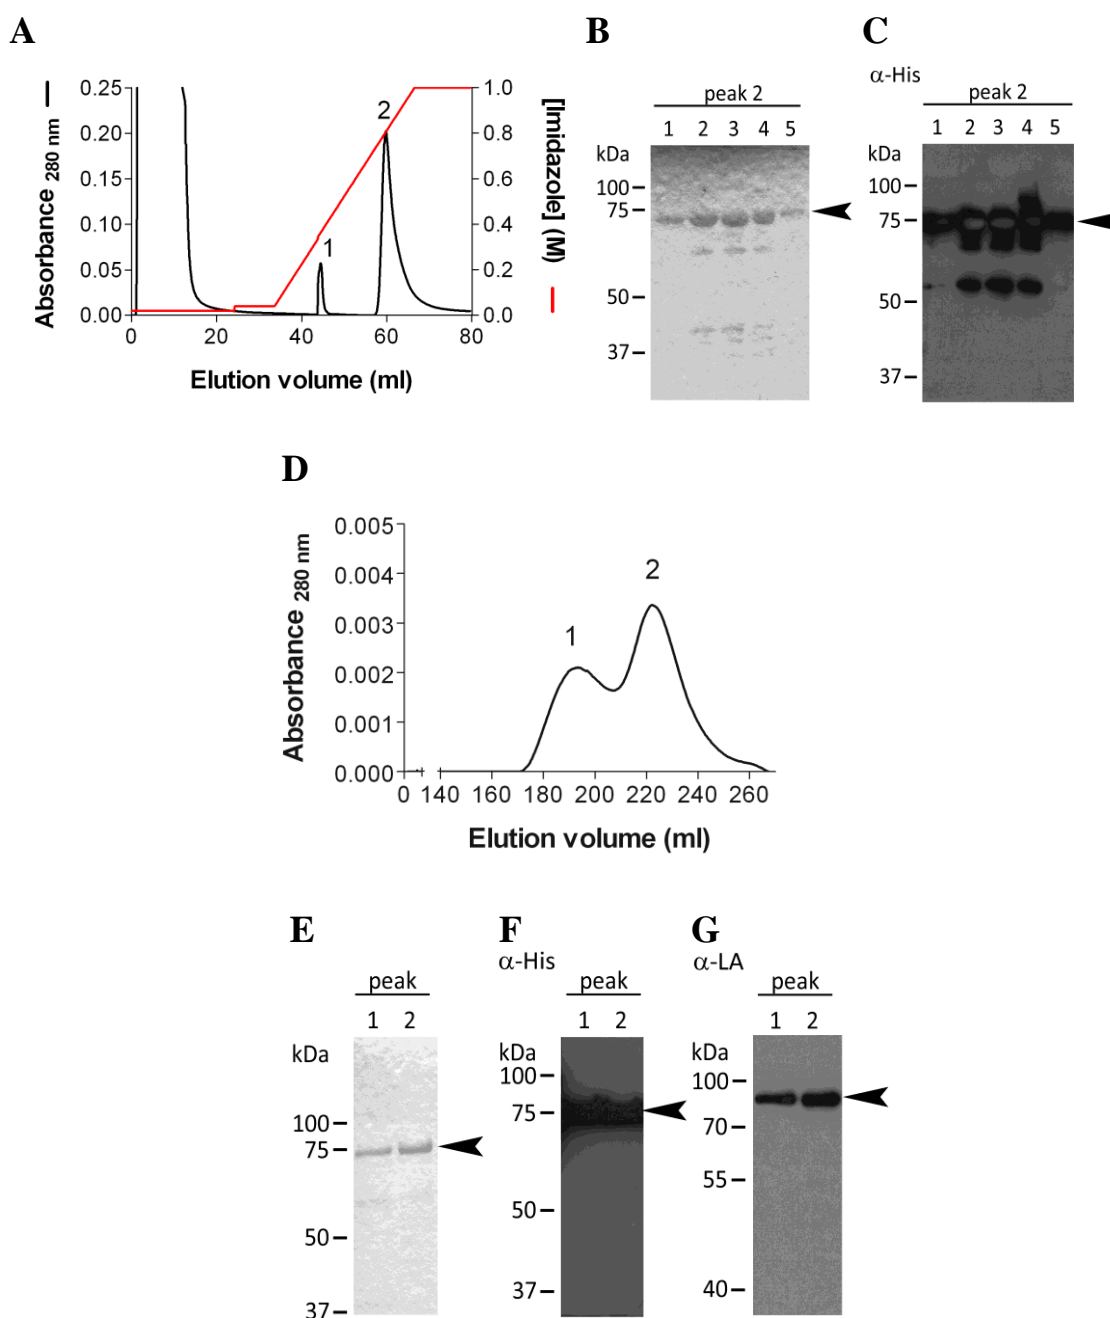 A
Absorbance 280 nm
0.25
0.20
0.15
0.10
0.05
0.00
1
2
1.0
0.8
0.6
0.4
0.2
0.0
[Imidazole] (M)
0 20 40 60 80
Elution volume (ml)
B
peak 2
1 2 3 4 5
kDa
100
75
50
37
C
α-His
peak 2
1 2 3 4 5
kDa
100
75
50
37
D
Absorbance 280 nm
0.005
0.004
0.003
0.002
0.001
0.000
1
2
0 140 160 180 200 220 240 260
Elution volume (ml)
E
peak
1 2
kDa
100
75
50
37
F
α-His
peak
1 2
kDa
100
75
50
37
G
α-LA
peak
1 2
kDa
100
70
55
40